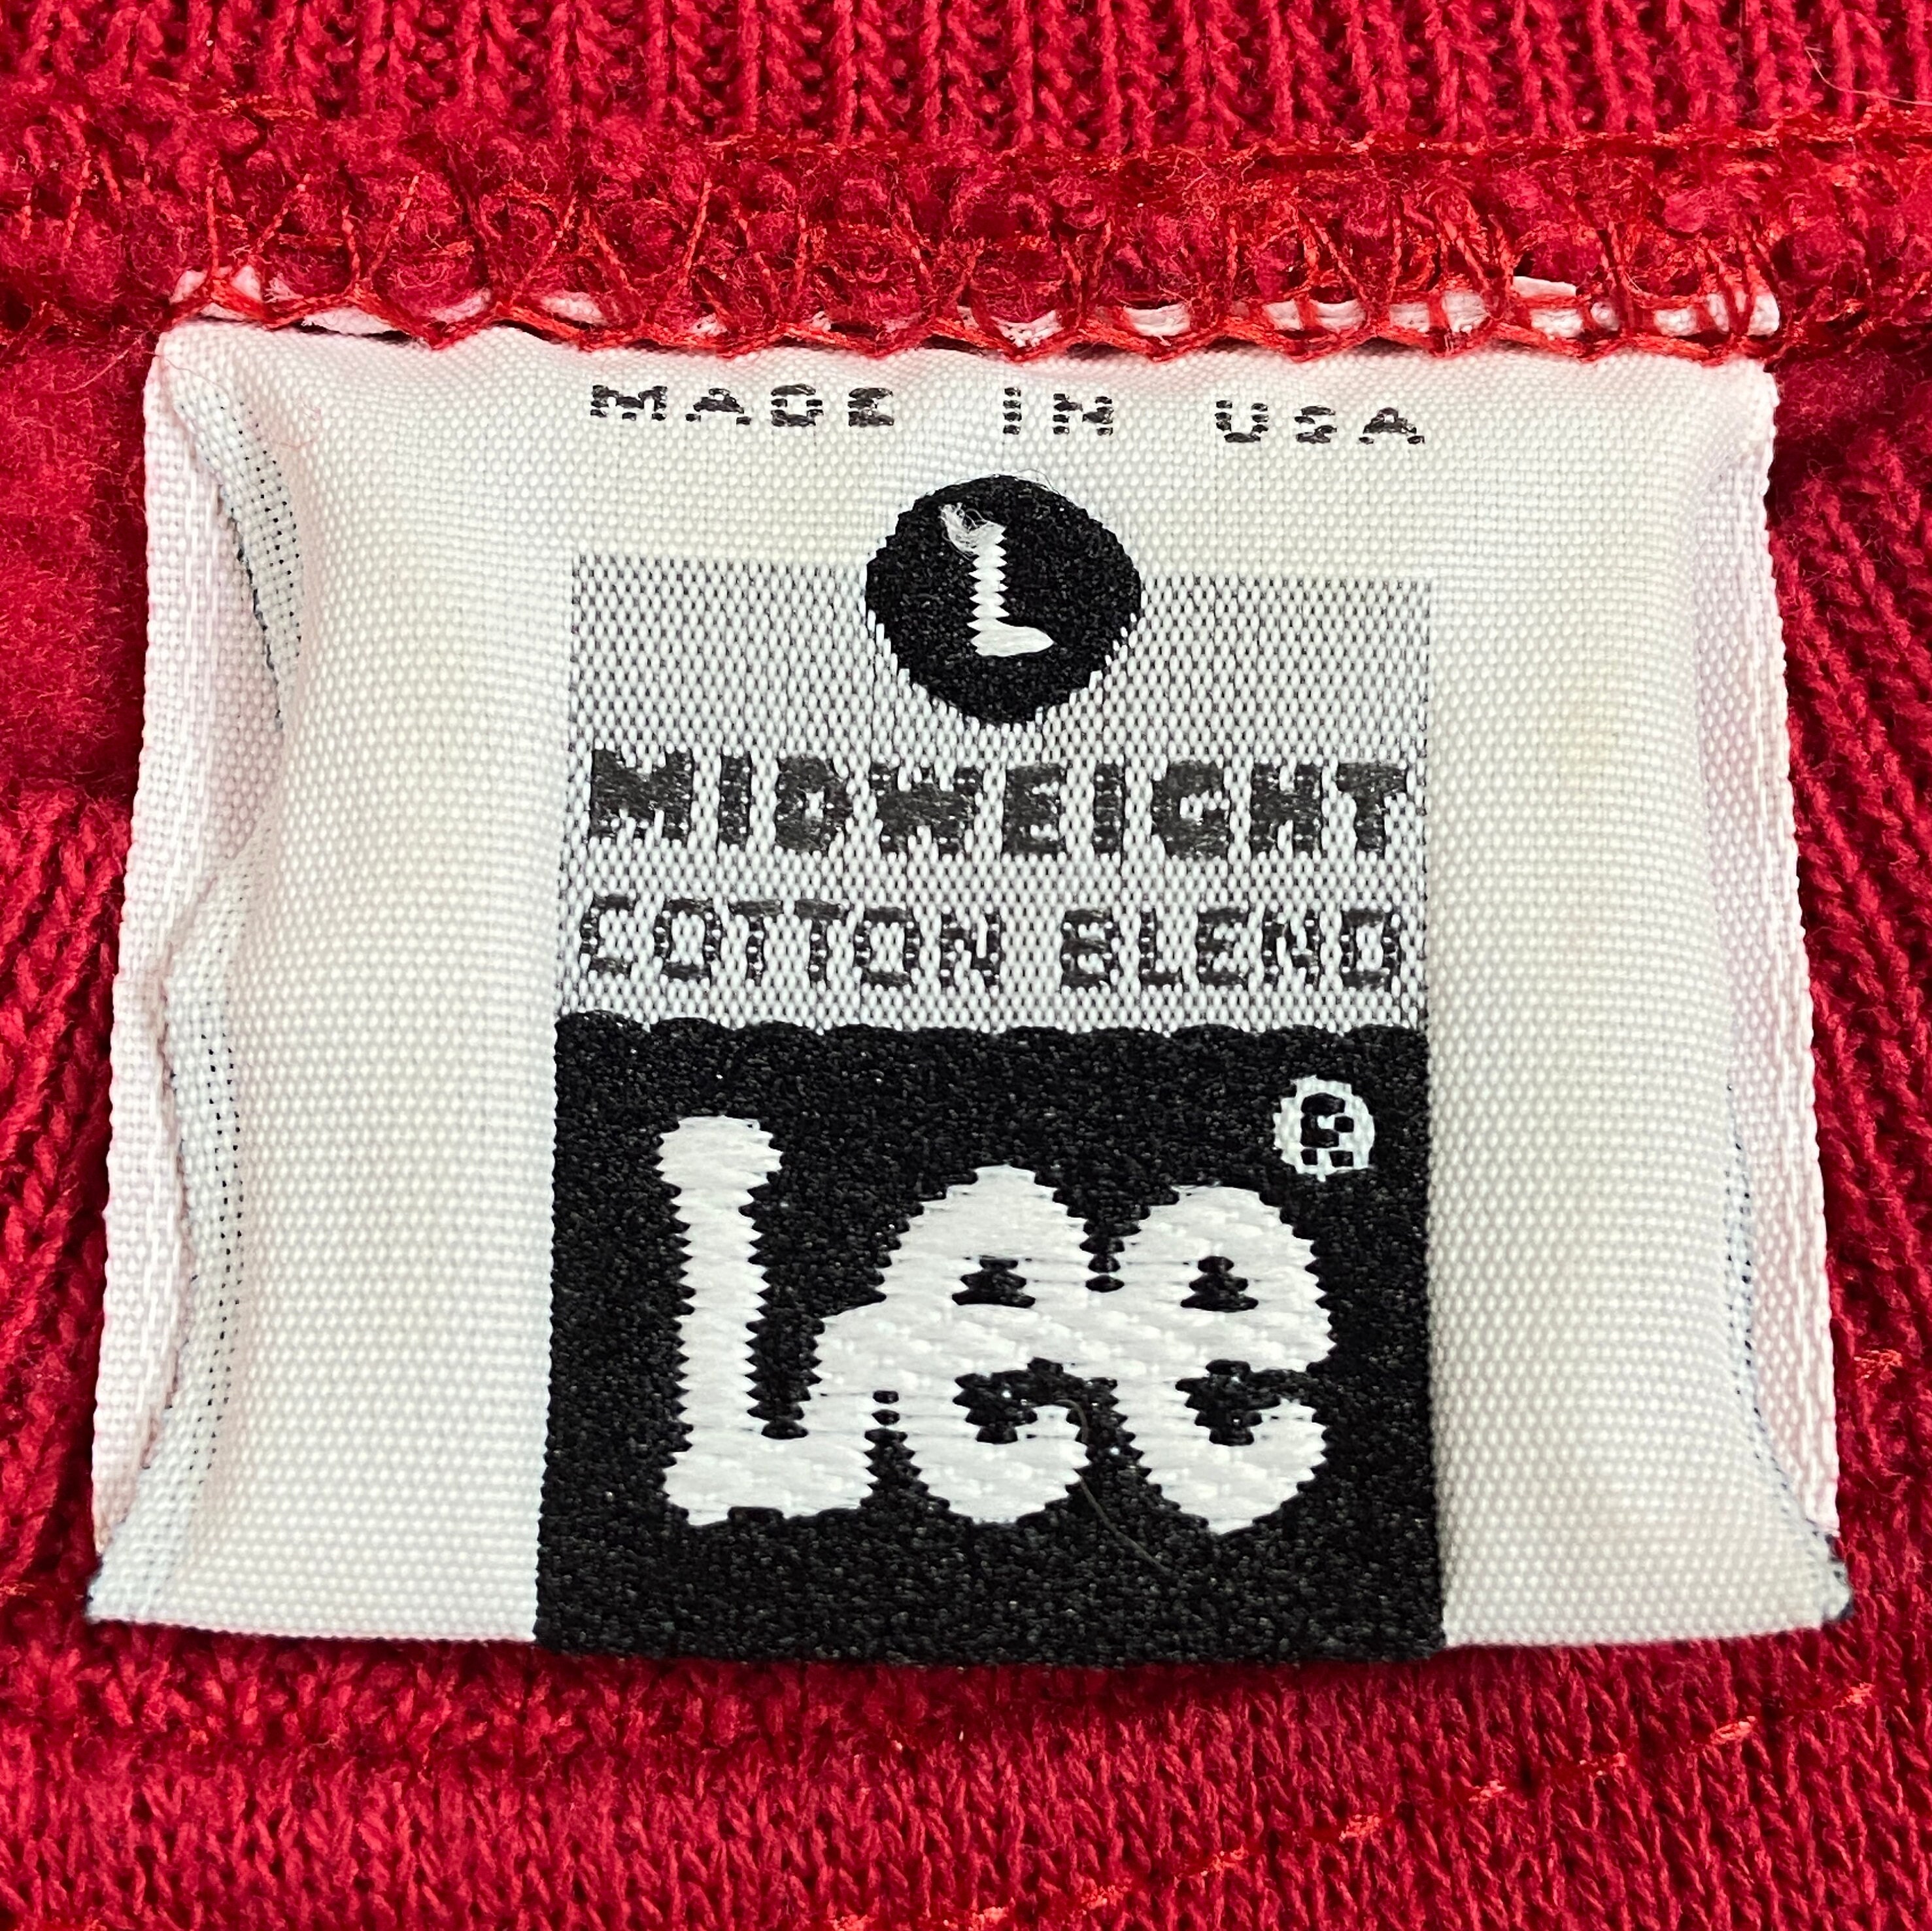 MADE IN USA
L
MIDWEIGHT
COTTON BLEND
Lee®